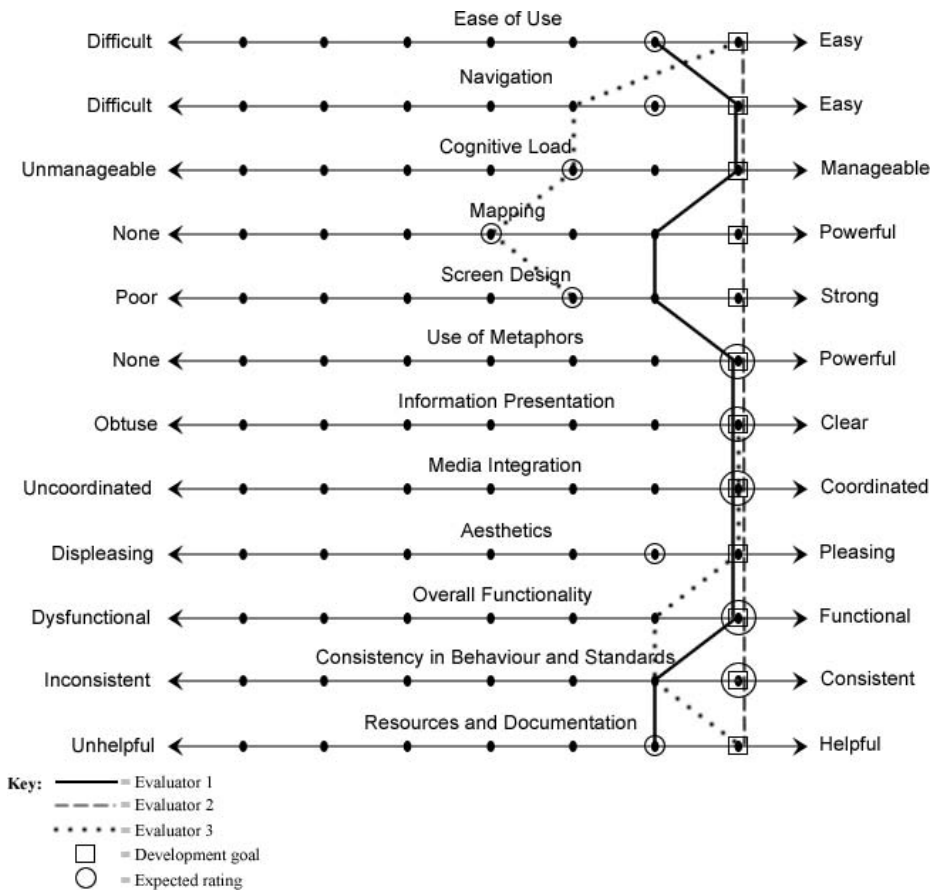 Ease of Use
Difficult Easy
Navigation
Difficult Easy
Cognitive Load
Unmanageable Manageable
Mapping
None Powerful
Screen Design
Poor Strong
Use of Metaphors
None Powerful
Information Presentation
Obtuse Clear
Media Integration
Uncoordinated Coordinated
Aesthetics
Displeasing Pleasing
Overall Functionality
Dysfunctional Functional
Consistency in Behaviour and Standards
Inconsistent Consistent
Resources and Documentation
Unhelpful Helpful
Key: = Evaluator 1
= Evaluator 2
= Evaluator 3
= Development goal
= Expected rating